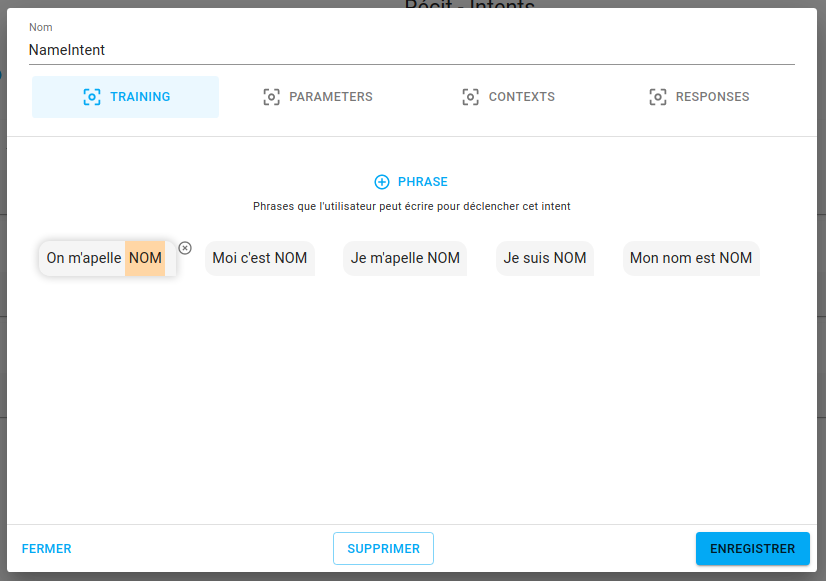 Récit - Intents
Nom
NameIntent
TRAINING PARAMETERS CONTEXTS RESPONSES
PHRASE
Phrases que l'utilisateur peut écrire pour déclencher cet intent
On m'apelle NOM Moi c'est NOM Je m'apelle NOM Je suis NOM Mon nom est NOM
FERMER SUPPRIMER ENREGISTRER